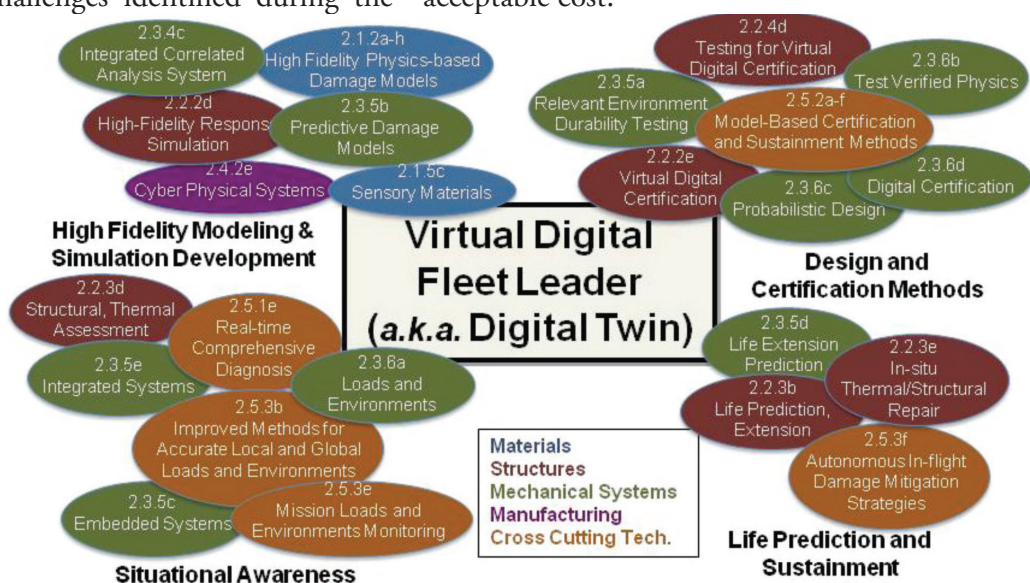 challenges identified during the acceptable cost.
2.3.4c
Integrated Correlated
Analysis System
2.1.2a-h
High Fidelity Physics-based
Damage Models
2.2.2d
High-Fidelity Respons
Simulation
2.3.5b
Predictive Damage
Models
2.4.2e
Cyber Physical Systems
2.1.5c
Sensory Materials
High Fidelity Modeling &
Simulation Development
2.2.4d
Testing for Virtual
Digital Certification
2.3.6b
Test Verified Physics
2.3.5a
Relevant Environment
Durability Testing
2.5.2a-f
Model-Based Certification
and Sustainment Methods
2.2.2e
Virtual Digital
Certification
2.3.6d
Digital Certification
2.3.6c
Probabilistic Design
Design and
Certification Methods
Virtual Digital
Fleet Leader
(a.k.a. Digital Twin)
2.2.3d
Structural, Thermal
Assessment
2.5.1e
Real-time
Comprehensive
Diagnosis
2.3.5e
Integrated Systems
2.3.6a
Loads and
Environments
2.5.3b
Improved Methods for
Accurate Local and Global
Loads and Environments
2.3.5c
Embedded Systems
2.5.3e
Mission Loads and
Environments Monitoring
Situational Awareness
Materials
Structures
Mechanical Systems
Manufacturing
Cross Cutting Tech.
2.3.5d
Life Extension
Prediction
2.2.3e
In-situ
Thermal/Structural
Repair
2.2.3b
Life Prediction,
Extension
2.5.3f
Autonomous In-flight
Damage Mitigation
Strategies
Life Prediction and
Sustainment